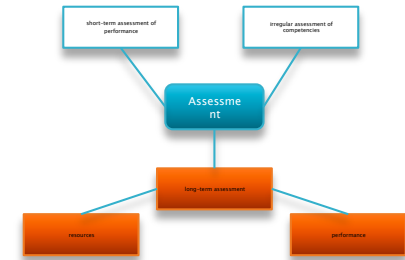 short-term assessment of
performance
irregular assessment of
competencies
Assessme
nt
long-term assessment
resources
performance